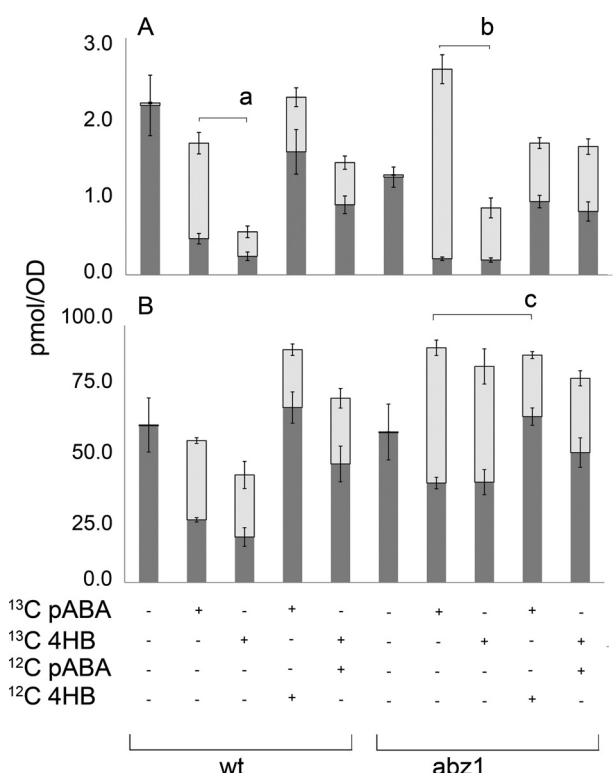 A
3.0
2.0
1.0
0.0
a
b
pmol/OD
B
100.0
75.0
50.0
25.0
0.0
c
¹³C pABA - + - + - - + - + -
¹³C 4HB - - + - + - - + - +
¹²C pABA - - - - + - - - - +
¹²C 4HB - - - + - - - - + -
wt abz1